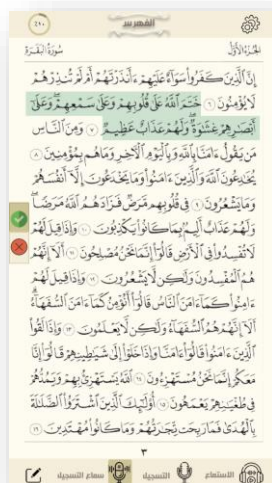 الفهرس
سُورَةُ البَقَرَةِ
الجُزْءُ الأَوَّلُ
إِنَّ ٱلَّذِينَ كَفَرُوا۟ سَوَآءٌ عَلَيْهِمْ ءَأَنذَرْتَهُمْ أَمْ لَمْ تُنذِرْهُمْ
لَا يُؤْمِنُونَ ٦ خَتَمَ ٱللَّهُ عَلَىٰ قُلُوبِهِمْ وَعَلَىٰ سَمْعِهِمْ ۖ وَعَلَىٰٓ
أَبْصَٰرِهِمْ غِشَٰوَةٌ ۖ وَلَهُمْ عَذَابٌ عَظِيمٌ ٧ وَمِنَ ٱلنَّاسِ
مَن يَقُولُ ءَامَنَّا بِٱللَّهِ وَبِٱلْيَوْمِ ٱلْـَٔاخِرِ وَمَا هُم بِمُؤْمِنِينَ ٨
يُخَٰدِعُونَ ٱللَّهَ وَٱلَّذِينَ ءَامَنُوا۟ وَمَا يَخْدَعُونَ إِلَّآ أَنفُسَهُمْ
وَمَا يَشْعُرُونَ ٩ فِى قُلُوبِهِم مَّرَضٌ فَزَادَهُمُ ٱللَّهُ مَرَضًا ۖ
وَلَهُمْ عَذَابٌ أَلِيمٌۢ بِمَا كَانُوا۟ يَكْذِبُونَ ١٠ وَإِذَا قِيلَ لَهُمْ
لَا تُفْسِدُوا۟ فِى ٱلْأَرْضِ قَالُوٓا۟ إِنَّمَا نَحْنُ مُصْلِحُونَ ١١ أَلَآ إِنَّهُمْ
هُمُ ٱلْمُفْسِدُونَ وَلَٰكِن لَّا يَشْعُرُونَ ١٢ وَإِذَا قِيلَ لَهُمْ
ءَامِنُوا۟ كَمَآ ءَامَنَ ٱلنَّاسُ قَالُوٓا۟ أَنُؤْمِنُ كَمَآ ءَامَنَ ٱلسُّفَهَآءُ ۗ
أَلَآ إِنَّهُمْ هُمُ ٱلسُّفَهَآءُ وَلَٰكِن لَّا يَعْلَمُونَ ١٣ وَإِذَا لَقُوا۟
ٱلَّذِينَ ءَامَنُوا۟ قَالُوٓا۟ ءَامَنَّا وَإِذَا خَلَوْا۟ إِلَىٰ شَيَٰطِينِهِمْ قَالُوٓا۟ إِنَّا
مَعَكُمْ إِنَّمَا نَحْنُ مُسْتَهْزِءُونَ ١٤ ٱللَّهُ يَسْتَهْزِئُ بِهِمْ وَيَمُدُّهُمْ
فِى طُغْيَٰنِهِمْ يَعْمَهُونَ ١٥ أُو۟لَٰٓئِكَ ٱلَّذِينَ ٱشْتَرَوُا۟ ٱلضَّلَٰلَةَ
بِٱلْهُدَىٰ فَمَا رَبِحَت تِّجَٰرَتُهُمْ وَمَا كَانُوا۟ مُهْتَدِينَ ١٦
٣
الاستماع التسجيل سماع التسجيل